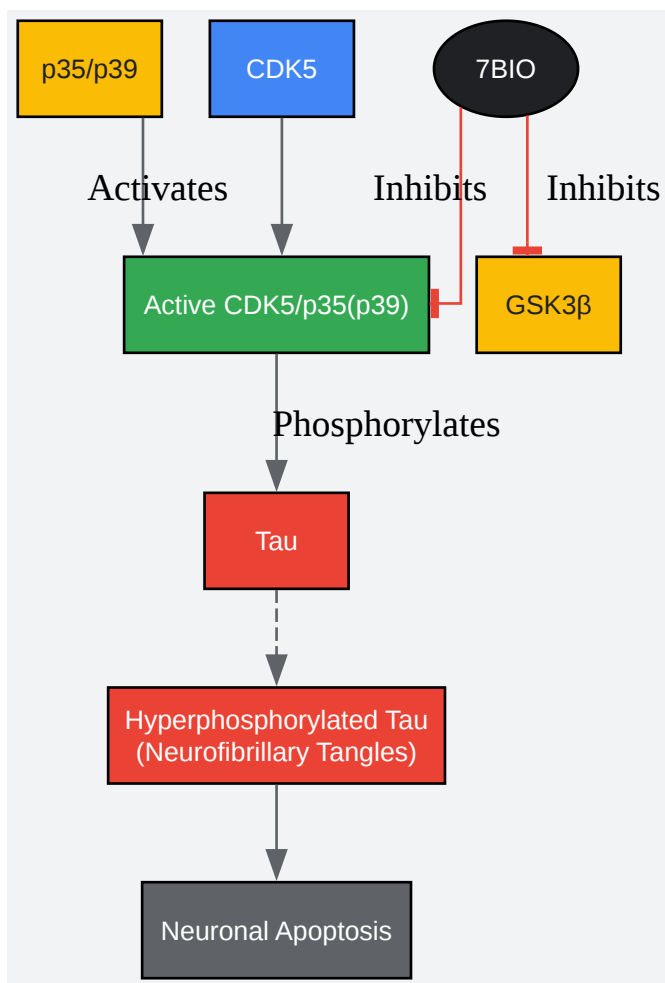 p35/p39
CDK5
7BIO
Activates
Inhibits
Inhibits
Active CDK5/p35(p39)
GSK3β
Phosphorylates
Tau
Hyperphosphorylated Tau
(Neurofibrillary Tangles)
Neuronal Apoptosis